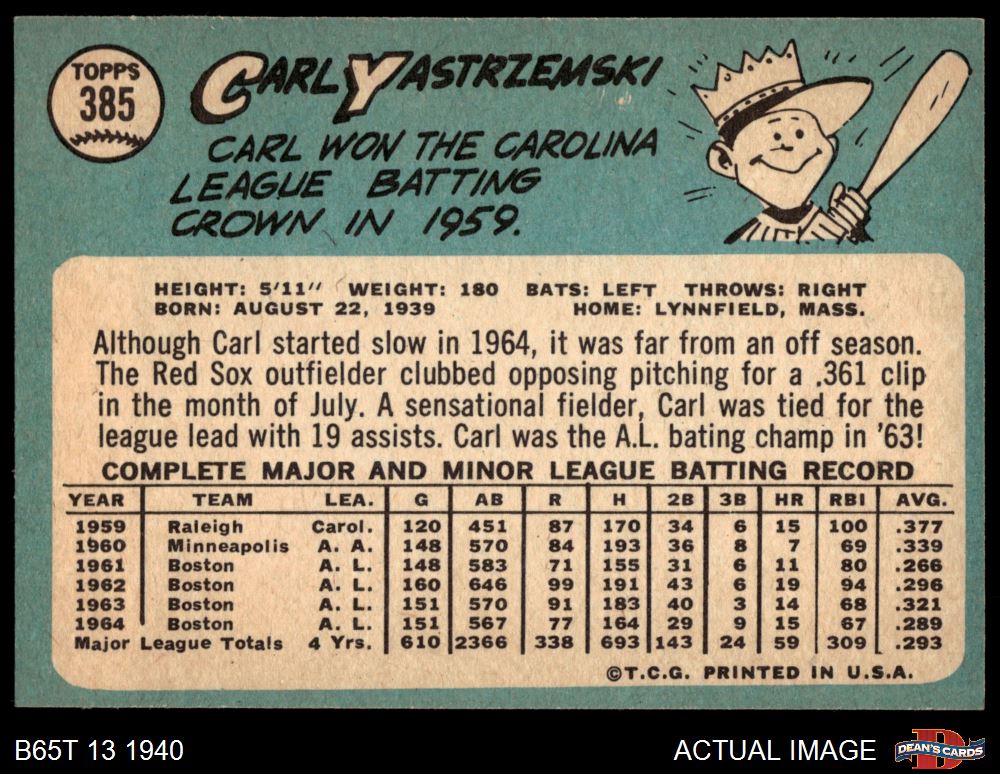 TOPPS
385
CARL YASTRZEMSKI
CARL WON THE CAROLINA
LEAGUE BATTING
CROWN IN 1959.
HEIGHT: 5'11" WEIGHT: 180 BATS: LEFT THROWS: RIGHT
BORN: AUGUST 22, 1939 HOME: LYNNFIELD, MASS.
Although Carl started slow in 1964, it was far from an off season.
The Red Sox outfielder clubbed opposing pitching for a .361 clip
in the month of July. A sensational fielder, Carl was tied for the
league lead with 19 assists. Carl was the A.L. bating champ in '63!
COMPLETE MAJOR AND MINOR LEAGUE BATTING RECORD
YEAR TEAM LEA. G AB R H 2B 3B HR RBI AVG.
1959 Raleigh Carol. 120 451 87 170 34 6 15 100 .377
1960 Minneapolis A. A. 148 570 84 193 36 8 7 69 .339
1961 Boston A. L. 148 583 71 155 31 6 11 80 .266
1962 Boston A. L. 160 646 99 191 43 6 19 94 .296
1963 Boston A. L. 151 570 91 183 40 3 14 68 .321
1964 Boston A. L. 151 567 77 164 29 9 15 67 .289
Major League Totals 4 Yrs. 610 2366 338 693 143 24 59 309 .293
©T.C.G. PRINTED IN U.S.A.
B65T 13 1940 ACTUAL IMAGE
DEAN'S CARDS